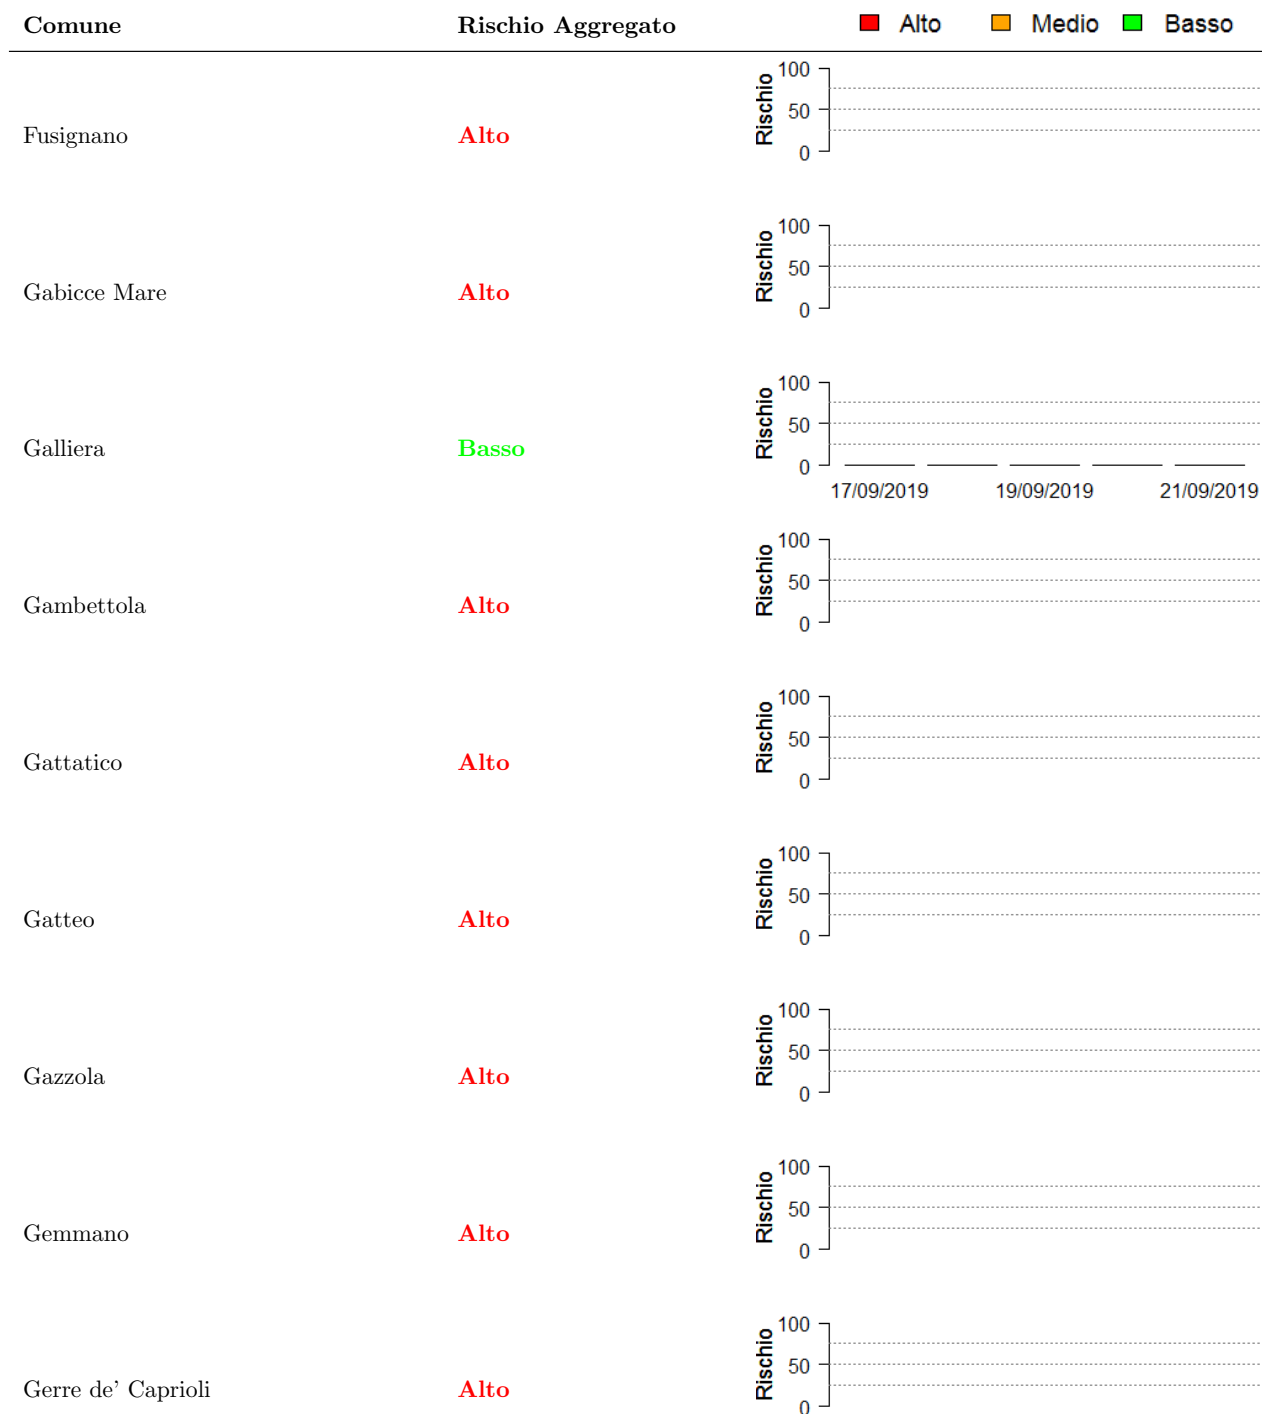 Comune Rischio Aggregato Alto Medio Basso
Fusignano Alto Rischio 100 50 0
Gabicce Mare Alto Rischio 100 50 0
Galliera Basso Rischio 100 50 0
17/09/2019 19/09/2019 21/09/2019
Gambettola Alto Rischio 100 50 0
Gattatico Alto Rischio 100 50 0
Gatteo Alto Rischio 100 50 0
Gazzola Alto Rischio 100 50 0
Gemmano Alto Rischio 100 50 0
Gerre de' Caprioli Alto Rischio 100 50 0